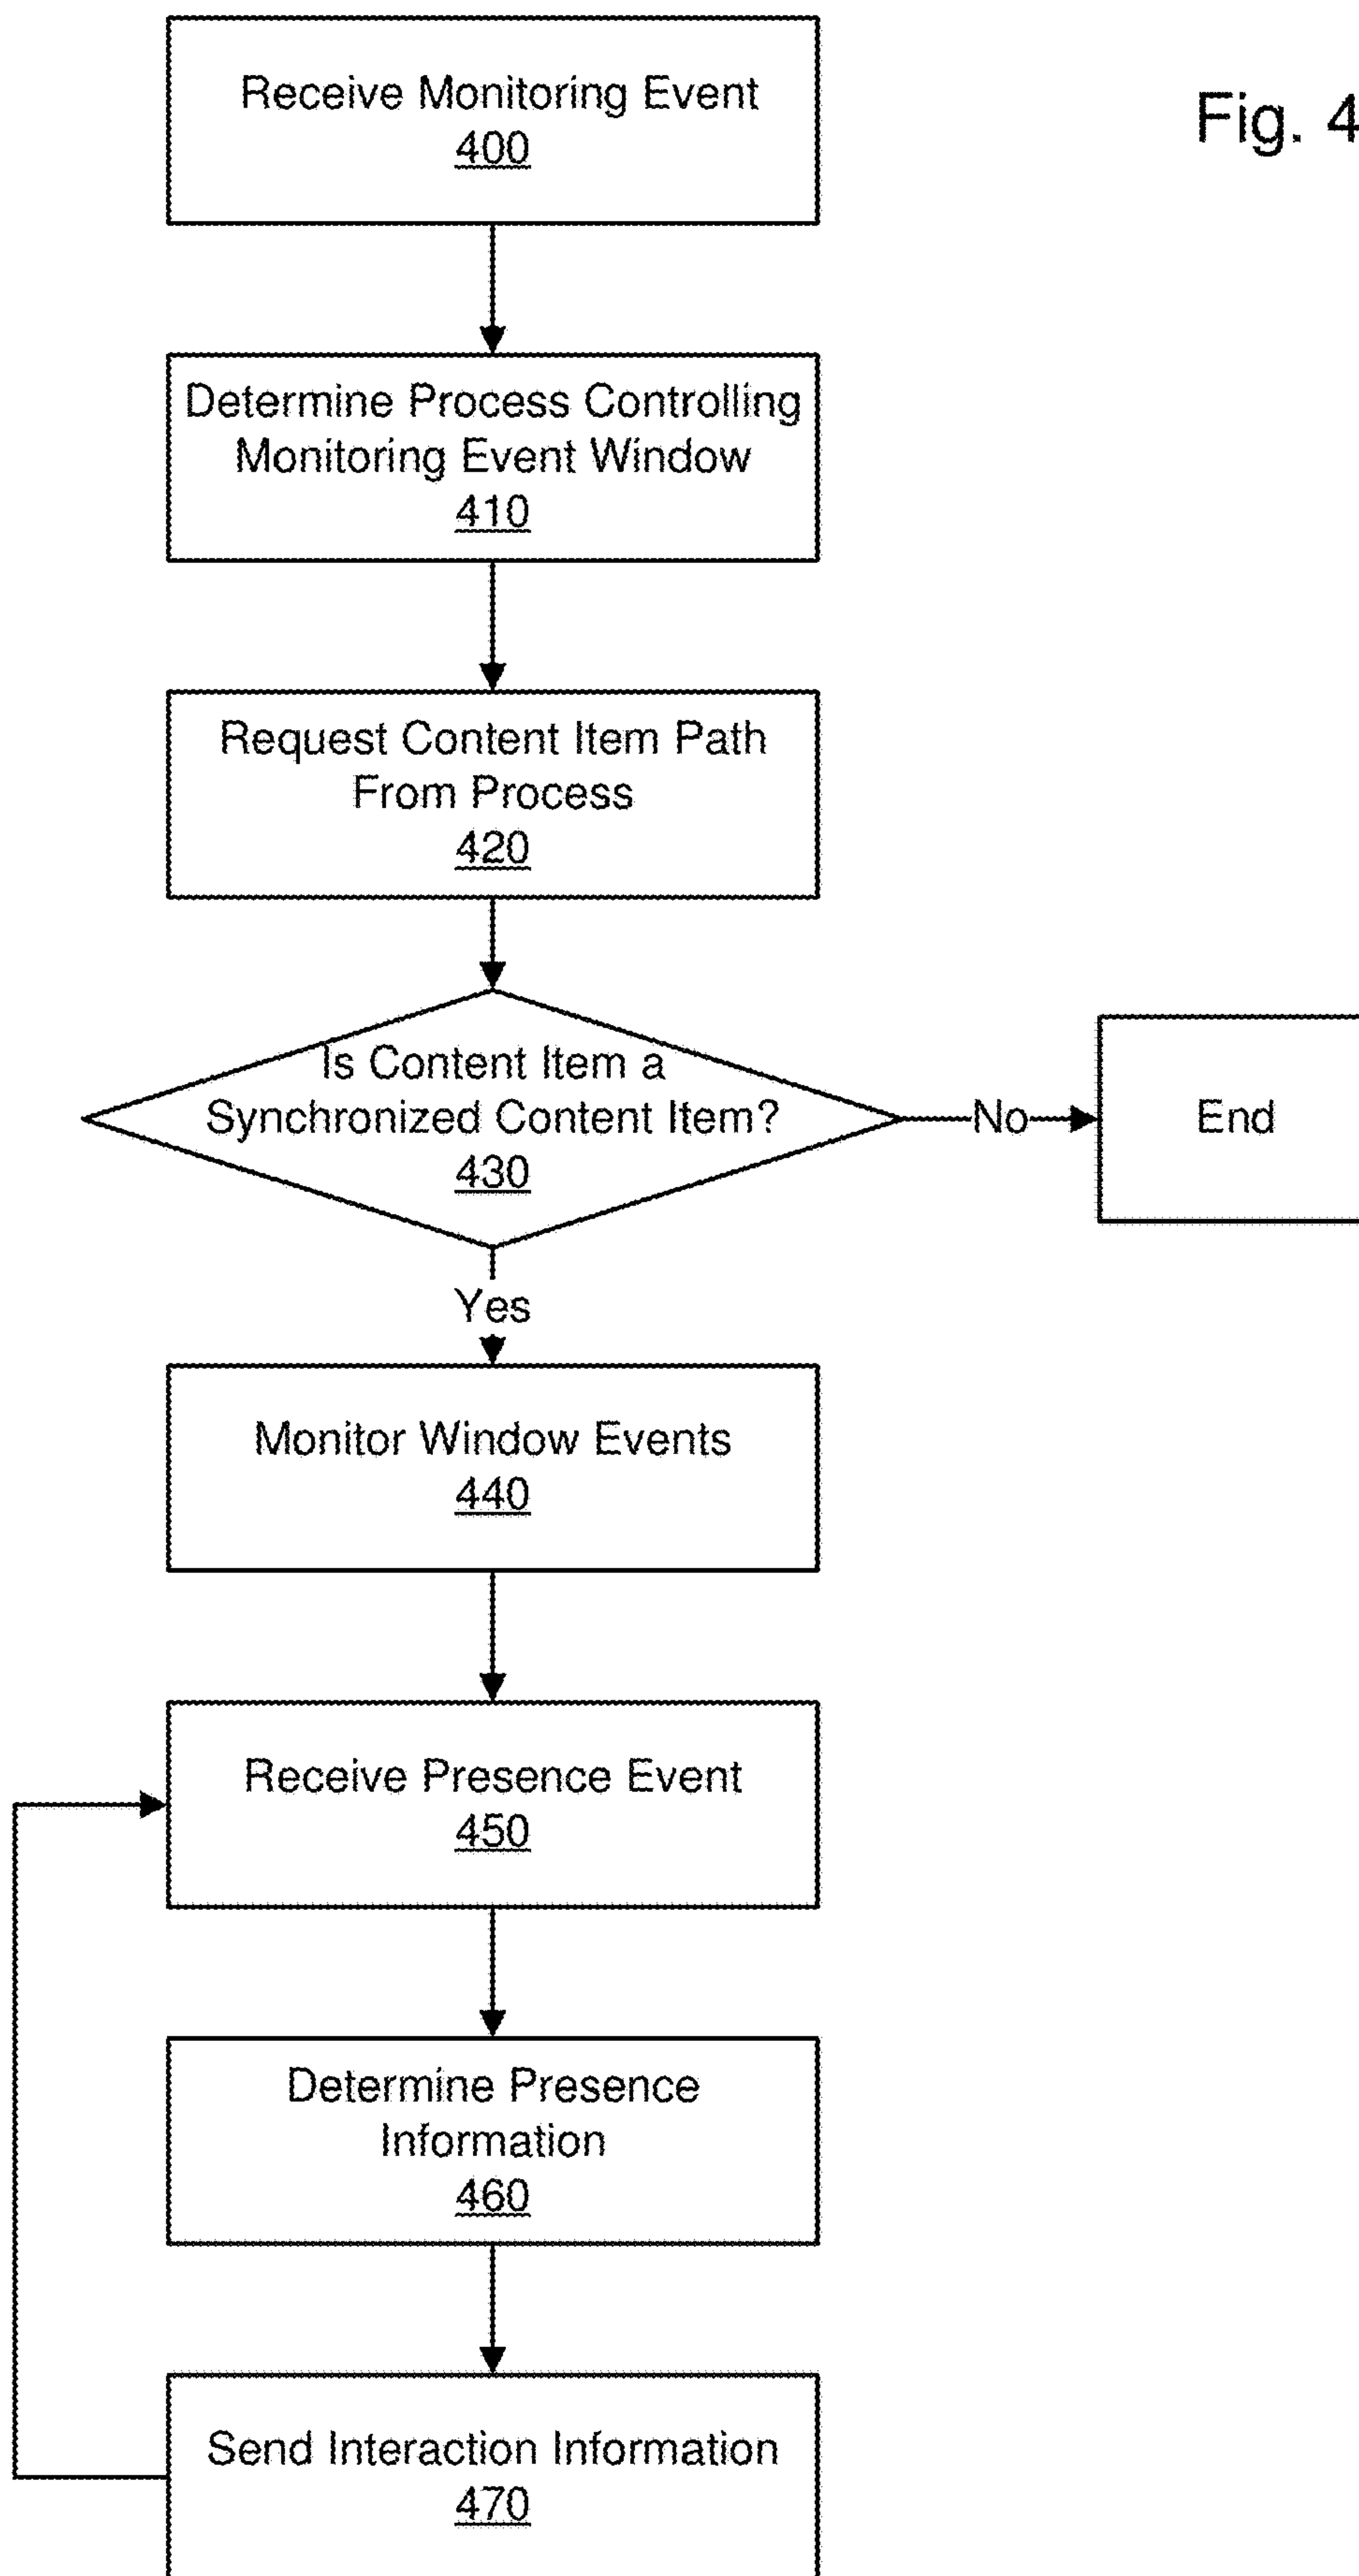 Fig. 4
Receive Monitoring Event
400
Determine Process Controlling
Monitoring Event Window
410
Request Content Item Path
From Process
420
Is Content Item a
Synchronized Content Item?
430
No
End
Yes
Monitor Window Events
440
Receive Presence Event
450
Determine Presence
Information
460
Send Interaction Information
470